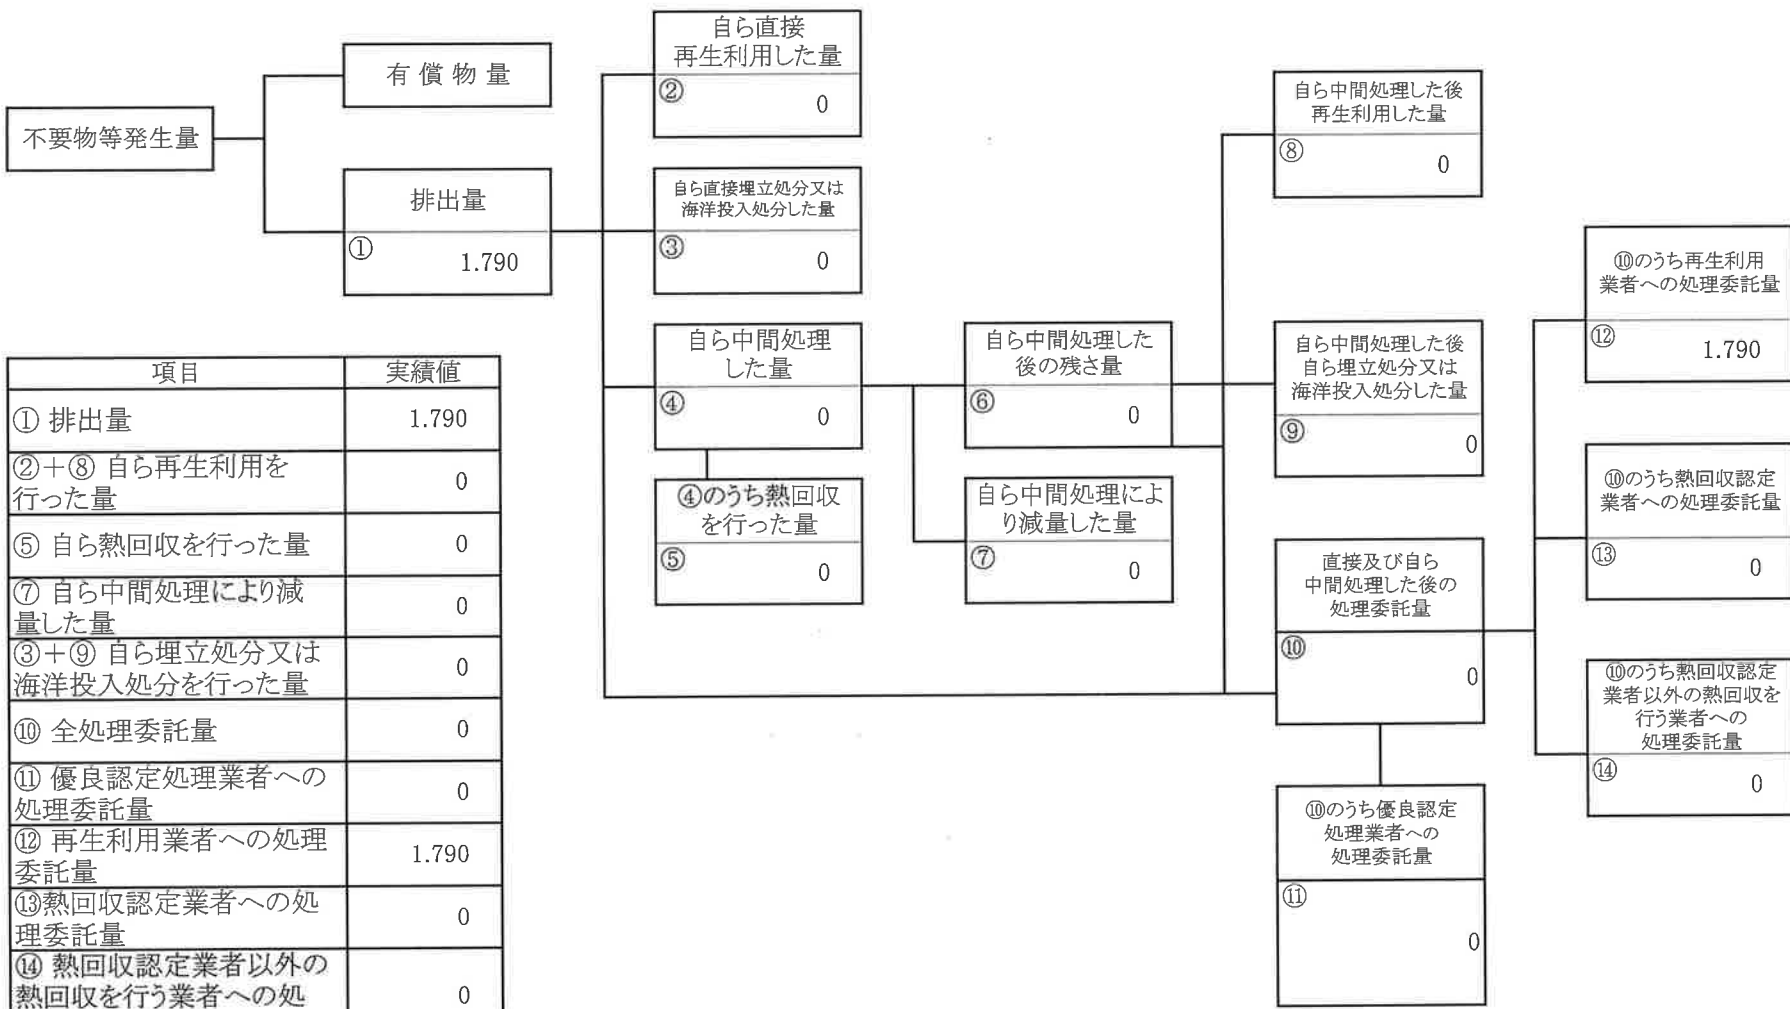 不要物等発生量
有償物量
排出量
①
1.790
自ら直接
再生利用した量
②
0
自ら直接埋立処分又は
海洋投入処分した量
③
0
自ら中間処理
した量
④
0
④のうち熱回収
を行った量
⑤
0
自ら中間処理した
後の残さ量
⑥
0
自ら中間処理によ
り減量した量
⑦
0
自ら中間処理した後
再生利用した量
⑧
0
自ら中間処理した後
自ら埋立処分又は
海洋投入処分した量
⑨
0
直接及び自ら
中間処理した後の
処理委託量
⑩
0
⑩のうち優良認定
処理業者への
処理委託量
⑪
0
⑩のうち再生利用
業者への処理委託量
⑫
1.790
⑩のうち熱回収認定
業者への処理委託量
⑬
0
⑩のうち熱回収認定
業者以外の熱回収を
行う業者への
処理委託量
⑭
0
項目 実績値
① 排出量 1.790
②+⑧ 自ら再生利用を
行った量 0
⑤ 自ら熱回収を行った量 0
⑦ 自ら中間処理により減
量した量 0
③+⑨ 自ら埋立処分又は
海洋投入処分を行った量 0
⑩ 全処理委託量 0
⑪ 優良認定処理業者への
処理委託量 0
⑫ 再生利用業者への処理
委託量 1.790
⑬熱回収認定業者への処
理委託量 0
⑭ 熱回収認定業者以外の
熱回収を行う業者への処 0